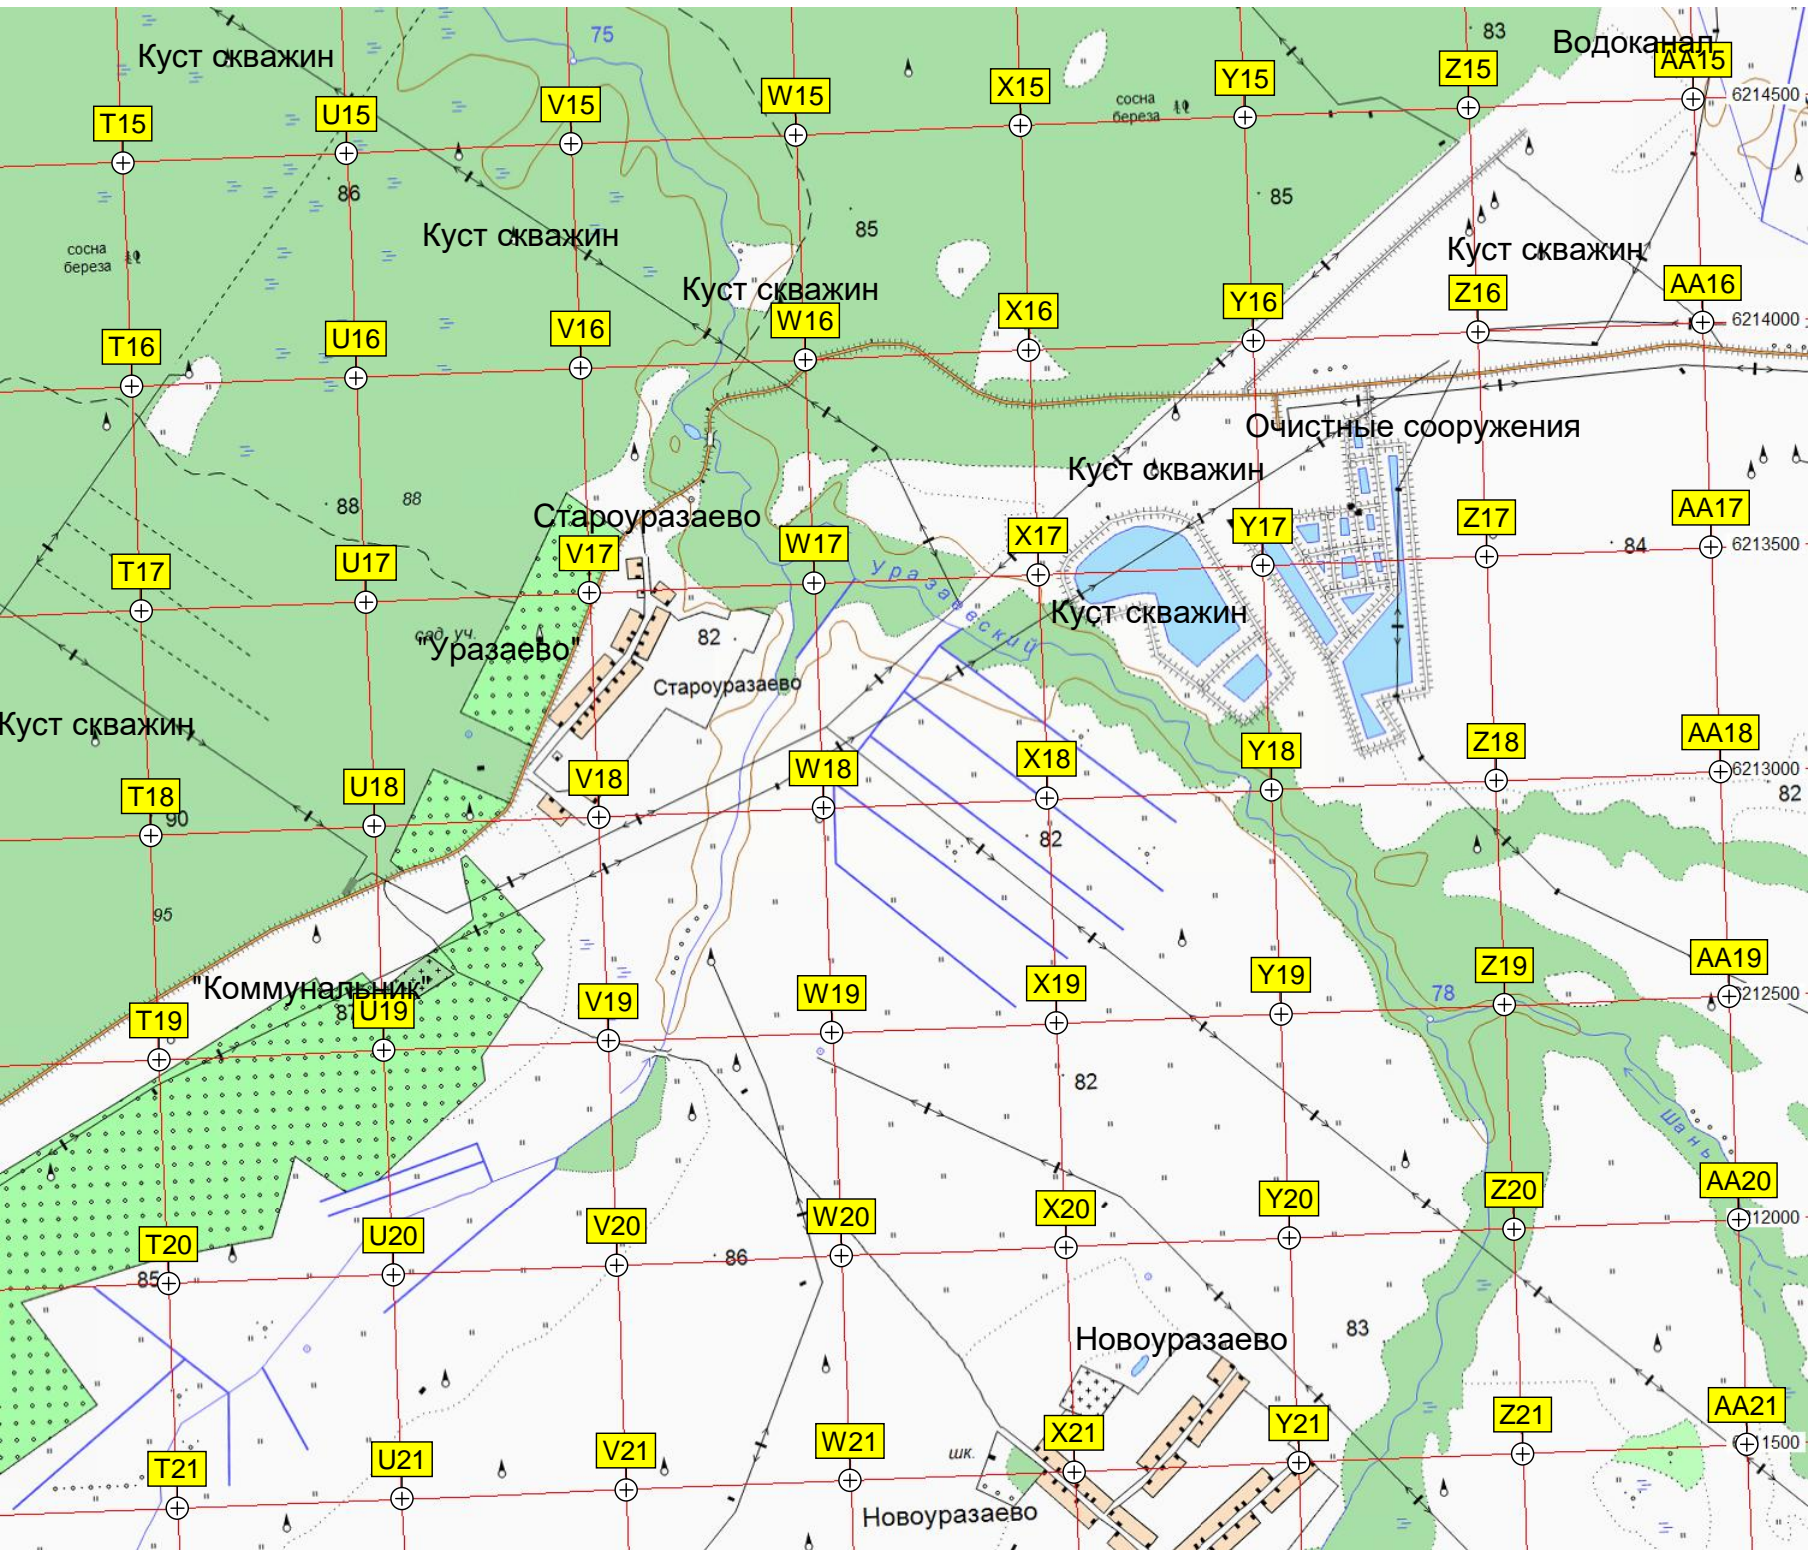 75
83
Водоканал
Куст скважин
AA15
Z15
Y15
X15
W15
V15
U15
T15
6214500
сосна
береза
86
85
85
Куст скважин
Куст скважин
сосна
береза
Куст скважин
AA16
Z16
Y16
X16
W16
V16
U16
T16
6214000
Очистные сооружения
Куст скважин
88
88
Староуразаево
AA17
Z17
Y17
X17
W17
V17
U17
T17
84
6213500
Уразаевский
Куст скважин
сад. уч.
"Уразаево"
82
Староуразаево
Куст скважин
AA18
Z18
Y18
X18
W18
V18
U18
T18
6213000
82
90
82
95
AA19
Z19
Y19
X19
W19
V19
"Коммунальник"
87
U19
T19
78
212500
82
Шань
AA20
Z20
Y20
X20
W20
V20
U20
T20
12000
86
85
83
Новоуразаево
AA21
Z21
Y21
X21
W21
V21
U21
T21
1500
шк.
Новоуразаево